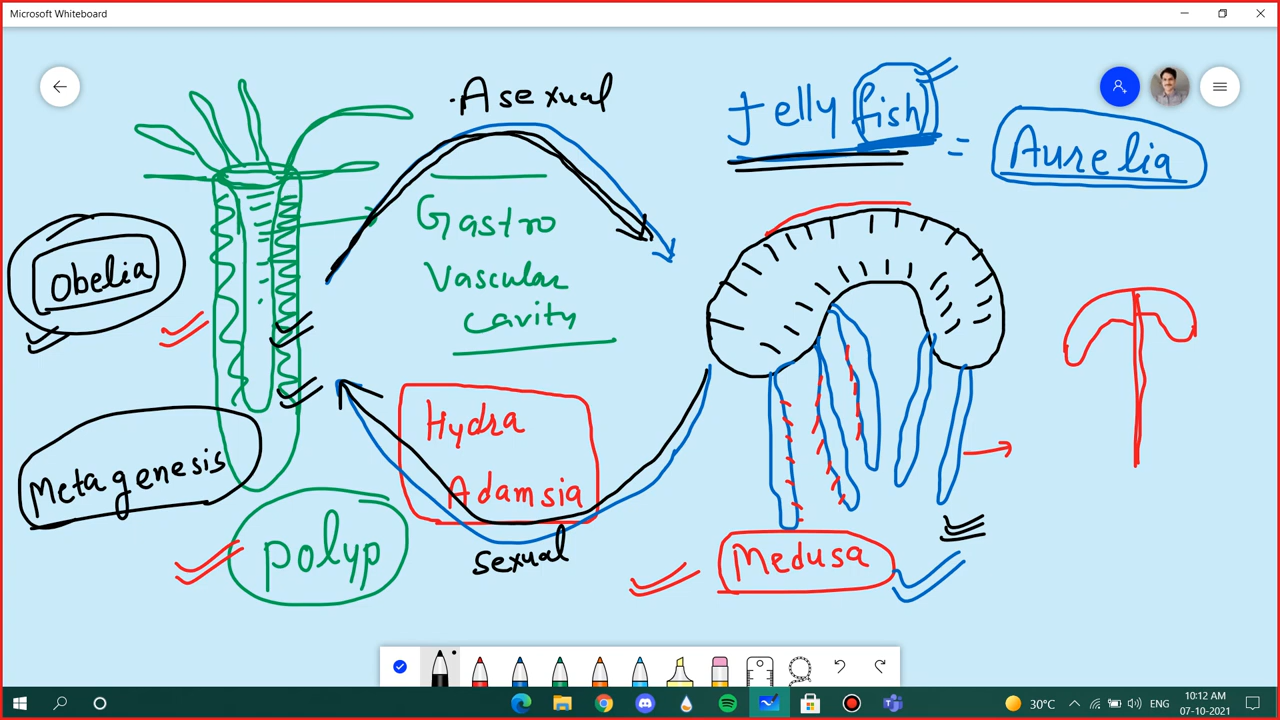 Microsoft Whiteboard
Asexual
Jelly fish = Aurelia
Gastro
Vascular
cavity
Obelia
Hydra
Adamsia
Metagenesis
polyp
sexual
Medusa
30°C
ENG
10:12 AM
07-10-2021